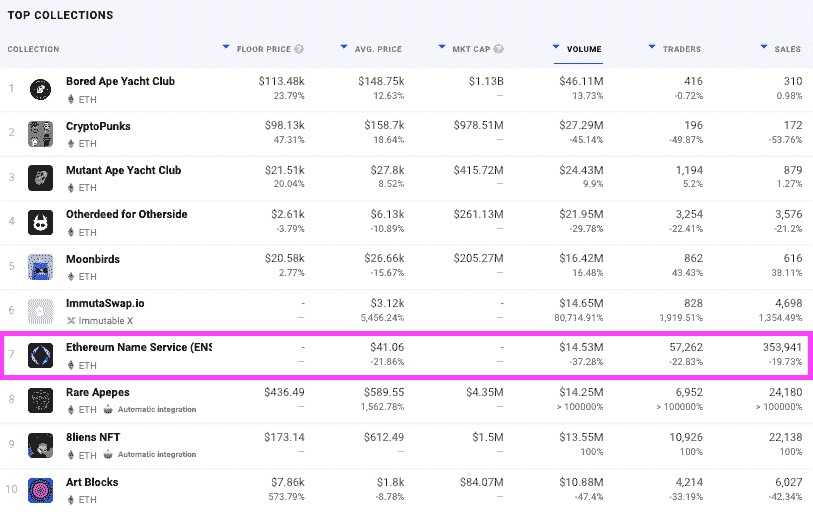 TOP COLLECTIONS
COLLECTION FLOOR PRICE ? AVG. PRICE MKT CAP ? VOLUME TRADERS SALES
1 Bored Ape Yacht Club $113.48k $148.75k $1.13B $46.11M 416 310
ETH 23.79% 12.63% — 13.73% -0.72% 0.98%
2 CryptoPunks $98.13k $158.7k $978.51M $27.29M 196 172
ETH 47.31% 18.64% — -45.14% -49.87% -53.76%
3 Mutant Ape Yacht Club $21.51k $27.8k $415.72M $24.43M 1,194 879
ETH 20.04% 8.52% — 9.9% 5.2% 1.27%
4 Otherdeed for Otherside $2.61k $6.13k $261.13M $21.95M 3,254 3,576
ETH -3.79% -10.89% — -29.78% -22.41% -21.2%
5 Moonbirds $20.58k $26.66k $205.27M $16.42M 862 616
ETH 2.77% -15.67% — 16.48% 43.43% 38.11%
6 ImmutaSwap.io - $3.12k - $14.65M 828 4,698
Immutable X — 5,456.24% — 80,714.91% 1,919.51% 1,354.49%
7 Ethereum Name Service (ENS - $41.06 - $14.53M 57,262 353,941
ETH — -21.86% — -37.28% -22.83% -19.73%
8 Rare Apepes $436.49 $589.55 $4.35M $14.25M 6,952 24,180
ETH Automatic integration — 1,562.78% — > 100000% > 100000% > 100000%
9 8liens NFT $173.14 $612.49 $1.5M $13.55M 10,926 22,138
ETH Automatic integration — — — 100% 100% 100%
10 Art Blocks $7.86k $1.8k $84.07M $10.88M 4,214 6,027
ETH 573.79% -8.78% — -47.4% -33.19% -42.34%